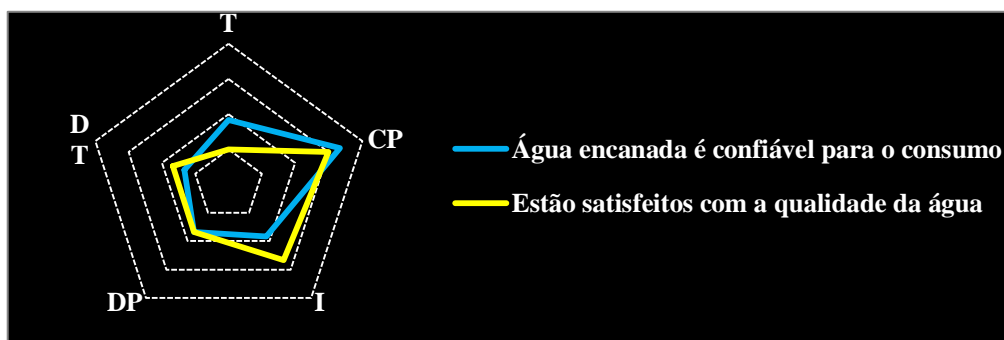 T
D
T
CP
Água encanada é confiável para o consumo
Estão satisfeitos com a qualidade da água
DP
I